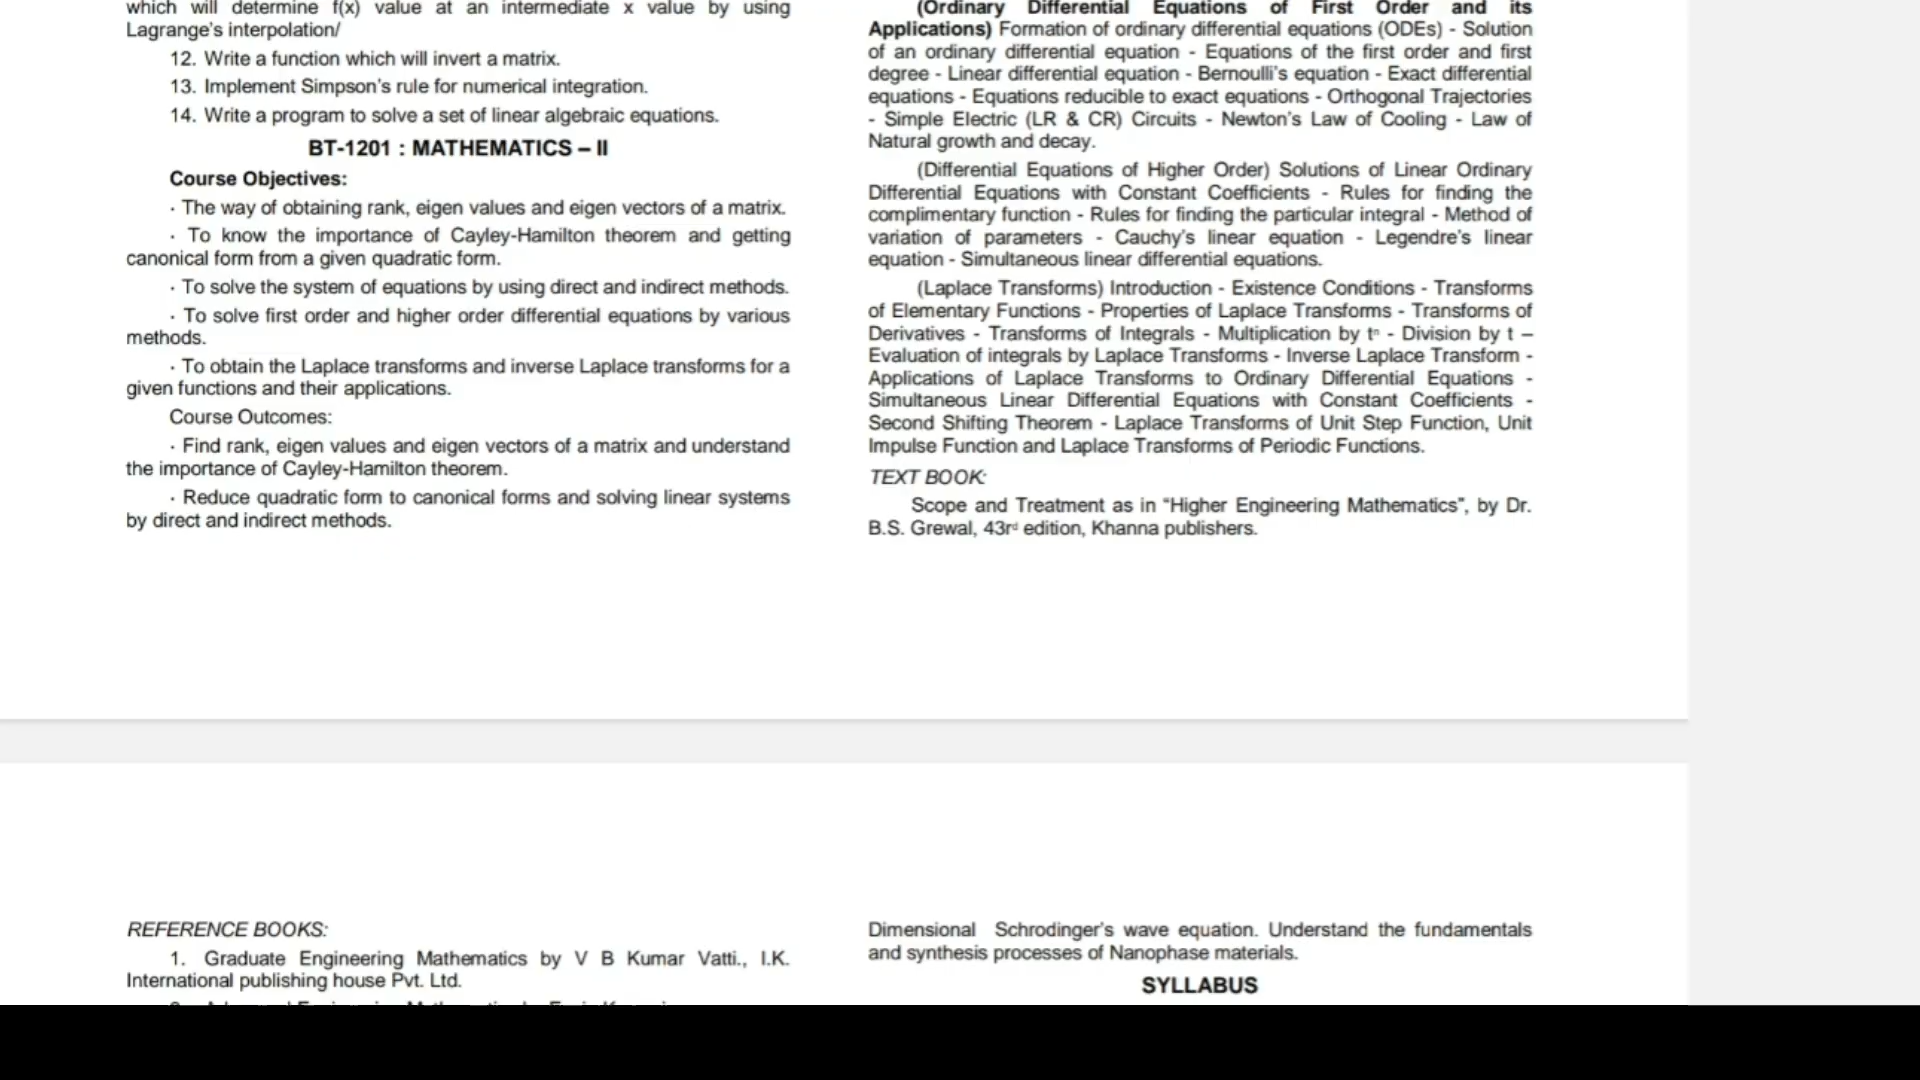 which will determine f(x) value at an intermediate x value by using
Lagrange's interpolation/
12. Write a function which will invert a matrix.
13. Implement Simpson's rule for numerical integration.
14. Write a program to solve a set of linear algebraic equations.
BT-1201 : MATHEMATICS – II
Course Objectives:
· The way of obtaining rank, eigen values and eigen vectors of a matrix.
· To know the importance of Cayley-Hamilton theorem and getting
canonical form from a given quadratic form.
· To solve the system of equations by using direct and indirect methods.
· To solve first order and higher order differential equations by various
methods.
· To obtain the Laplace transforms and inverse Laplace transforms for a
given functions and their applications.
Course Outcomes:
· Find rank, eigen values and eigen vectors of a matrix and understand
the importance of Cayley-Hamilton theorem.
· Reduce quadratic form to canonical forms and solving linear systems
by direct and indirect methods.
(Ordinary Differential Equations of First Order and its
Applications) Formation of ordinary differential equations (ODEs) - Solution
of an ordinary differential equation - Equations of the first order and first
degree - Linear differential equation - Bernoulli's equation - Exact differential
equations - Equations reducible to exact equations - Orthogonal Trajectories
- Simple Electric (LR & CR) Circuits - Newton's Law of Cooling - Law of
Natural growth and decay.
(Differential Equations of Higher Order) Solutions of Linear Ordinary
Differential Equations with Constant Coefficients - Rules for finding the
complimentary function - Rules for finding the particular integral - Method of
variation of parameters - Cauchy's linear equation - Legendre's linear
equation - Simultaneous linear differential equations.
(Laplace Transforms) Introduction - Existence Conditions - Transforms
of Elementary Functions - Properties of Laplace Transforms - Transforms of
Derivatives - Transforms of Integrals - Multiplication by tⁿ - Division by t –
Evaluation of integrals by Laplace Transforms - Inverse Laplace Transform -
Applications of Laplace Transforms to Ordinary Differential Equations -
Simultaneous Linear Differential Equations with Constant Coefficients -
Second Shifting Theorem - Laplace Transforms of Unit Step Function, Unit
Impulse Function and Laplace Transforms of Periodic Functions.
TEXT BOOK:
Scope and Treatment as in “Higher Engineering Mathematics”, by Dr.
B.S. Grewal, 43rd edition, Khanna publishers.
REFERENCE BOOKS:
1. Graduate Engineering Mathematics by V B Kumar Vatti., I.K.
International publishing house Pvt. Ltd.
Dimensional Schrodinger's wave equation. Understand the fundamentals
and synthesis processes of Nanophase materials.
SYLLABUS